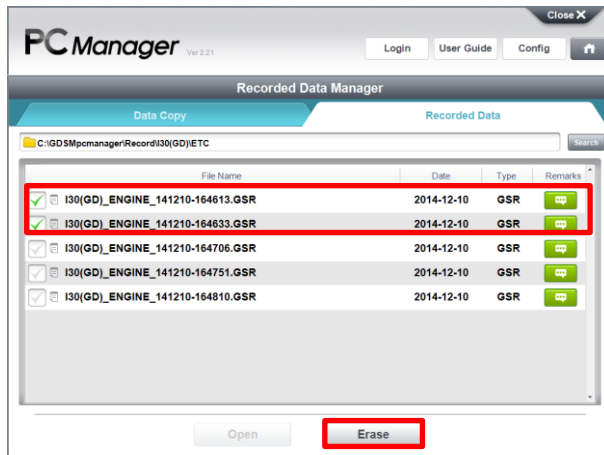 Close X
PC Manager Ver 2.21
Login User Guide Config
Recorded Data Manager
Data Copy Recorded Data
C:\GDSMpcmanager\Record\I30(GD)\ETC Search
File Name Date Type Remarks
I30(GD)_ENGINE_141210-164613.GSR 2014-12-10 GSR
I30(GD)_ENGINE_141210-164633.GSR 2014-12-10 GSR
I30(GD)_ENGINE_141210-164706.GSR 2014-12-10 GSR
I30(GD)_ENGINE_141210-164751.GSR 2014-12-10 GSR
I30(GD)_ENGINE_141210-164810.GSR 2014-12-10 GSR
Open Erase